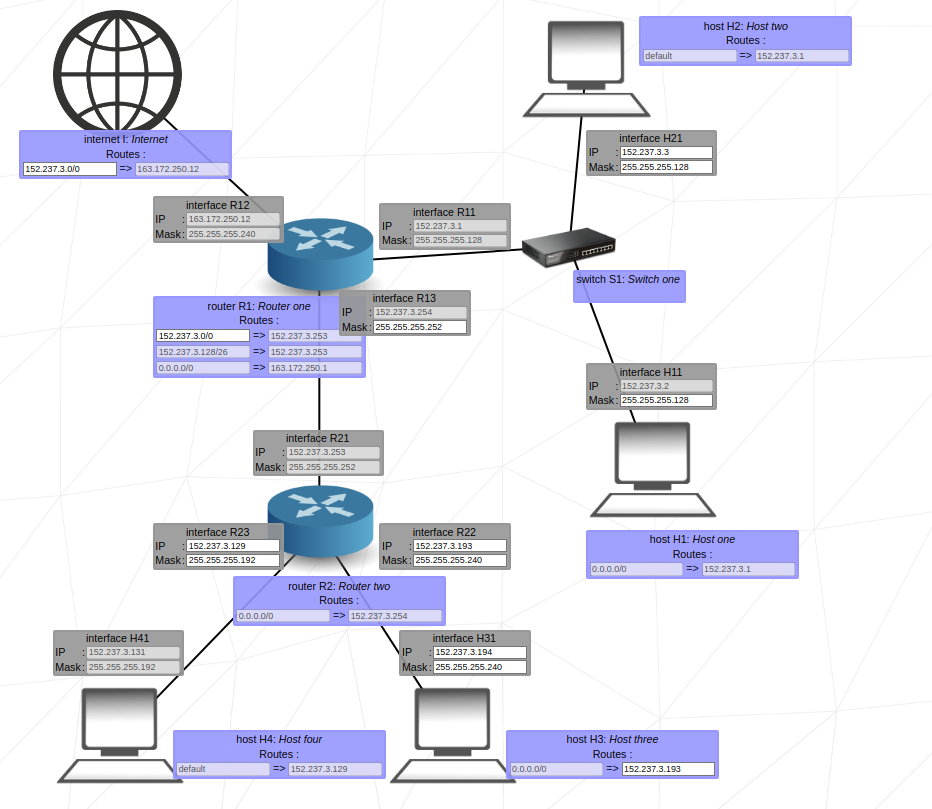 host H2: Host two
Routes :
default => 152.237.3.1
internet I: Internet
Routes :
152.237.3.0/0 => 163.172.250.12
interface H21
IP : 152.237.3.3
Mask : 255.255.255.128
interface R12
IP : 163.172.250.12
Mask : 255.255.255.240
interface R11
IP : 152.237.3.1
Mask : 255.255.255.128
switch S1: Switch one
interface R13
IP : 152.237.3.254
Mask : 255.255.255.252
router R1: Router one
Routes :
152.237.3.0/0 => 152.237.3.253
152.237.3.128/26 => 152.237.3.253
0.0.0.0/0 => 163.172.250.1
interface H11
IP : 152.237.3.2
Mask : 255.255.255.128
interface R21
IP : 152.237.3.253
Mask : 255.255.255.252
interface R23
IP : 152.237.3.129
Mask : 255.255.255.192
interface R22
IP : 152.237.3.193
Mask : 255.255.255.240
host H1: Host one
Routes :
0.0.0.0/0 => 152.237.3.1
router R2: Router two
Routes :
0.0.0.0/0 => 152.237.3.254
interface H41
IP : 152.237.3.131
Mask : 255.255.255.192
interface H31
IP : 152.237.3.194
Mask : 255.255.255.240
host H4: Host four
Routes :
default => 152.237.3.129
host H3: Host three
Routes :
0.0.0.0/0 => 152.237.3.193